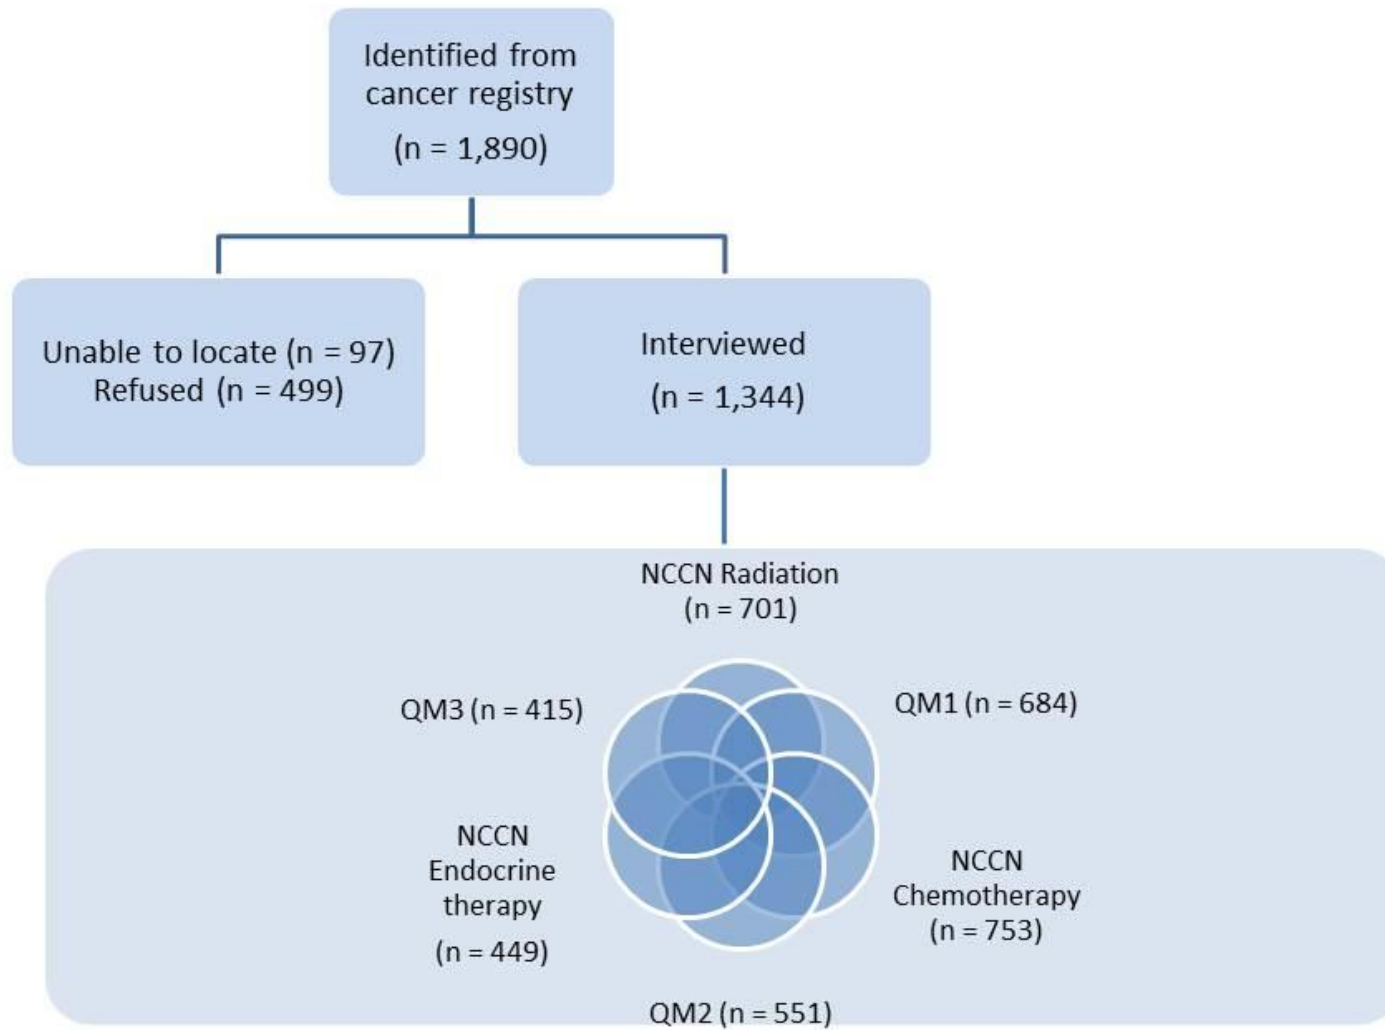 Identified from
cancer registry
(n = 1,890)
Unable to locate (n = 97)
Refused (n = 499)
Interviewed
(n = 1,344)
NCCN Radiation
(n = 701)
QM3 (n = 415)
QM1 (n = 684)
NCCN
Endocrine
therapy
(n = 449)
NCCN
Chemotherapy
(n = 753)
QM2 (n = 551)